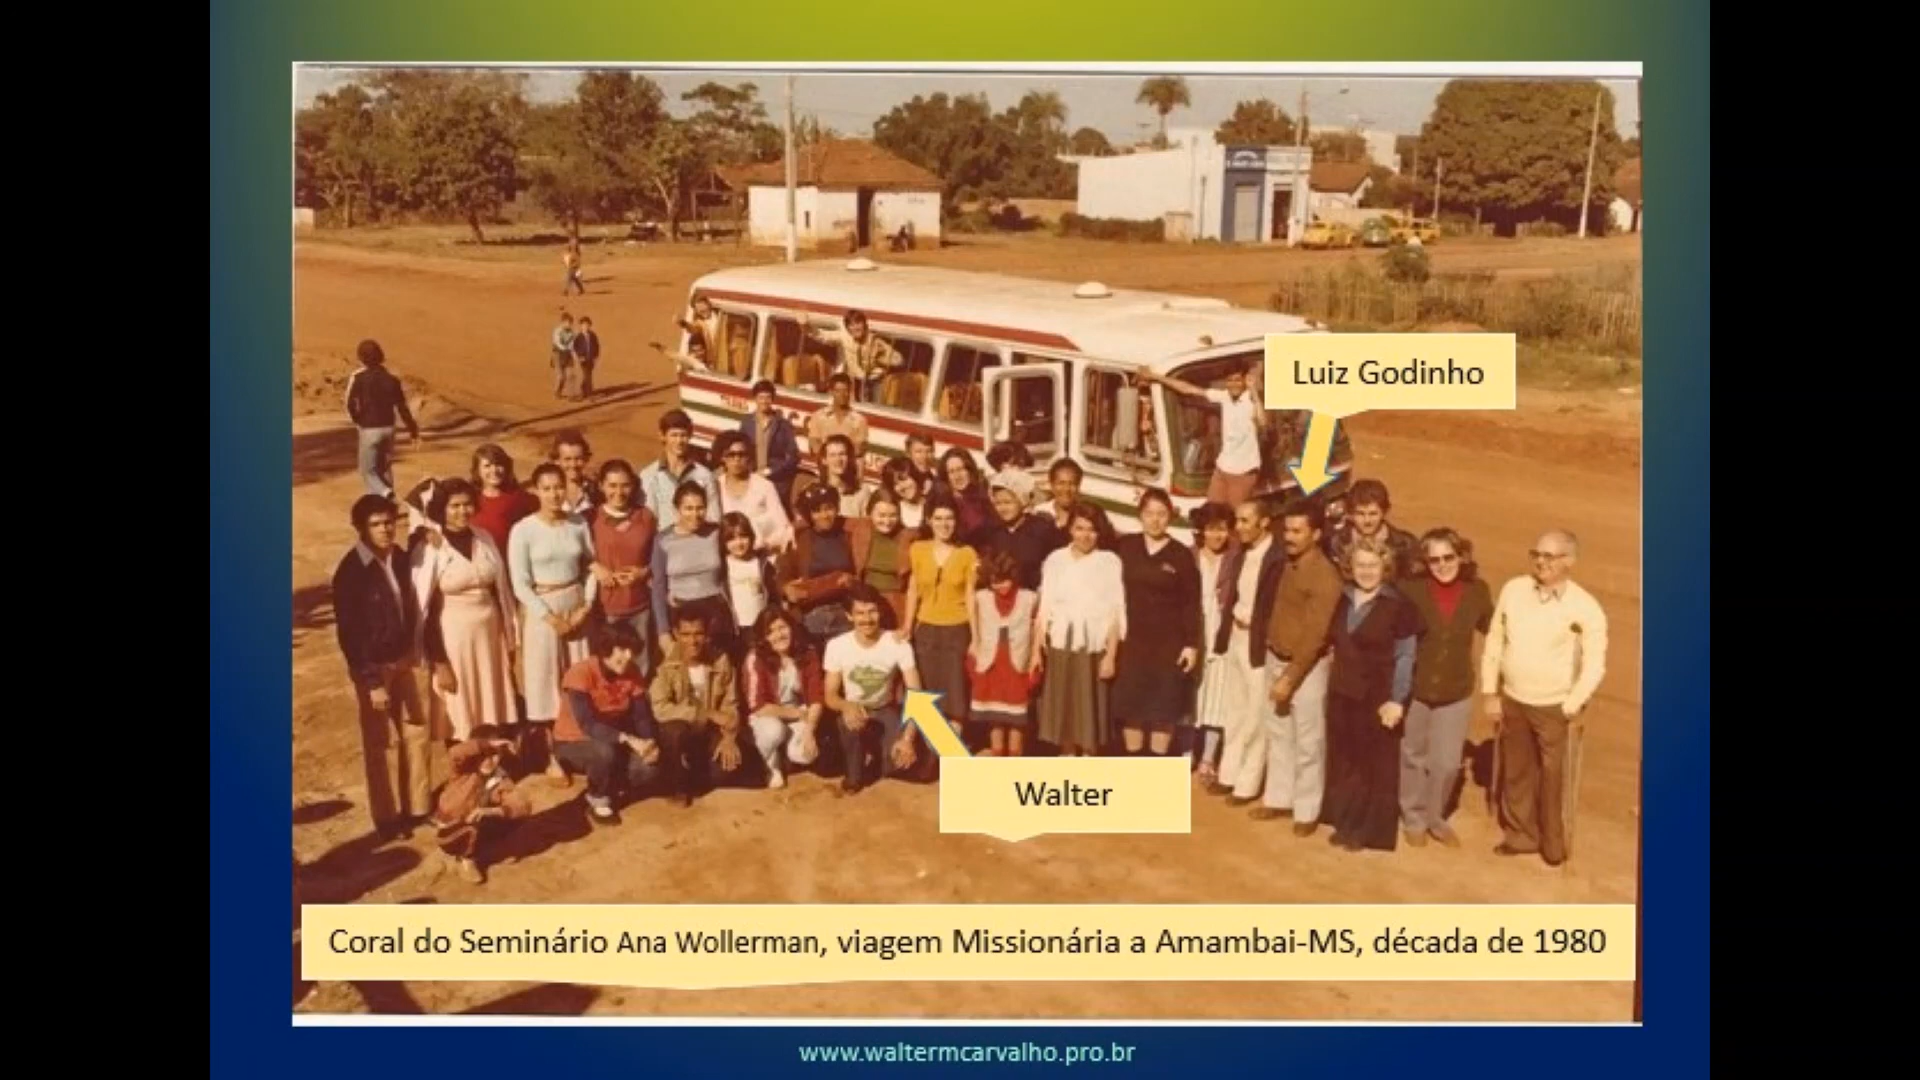 Luiz Godinho
Walter
Coral do Seminário Ana Wollerman, viagem Missionária a Amambai-MS, década de 1980
www.waltermcarvalho.pro.br